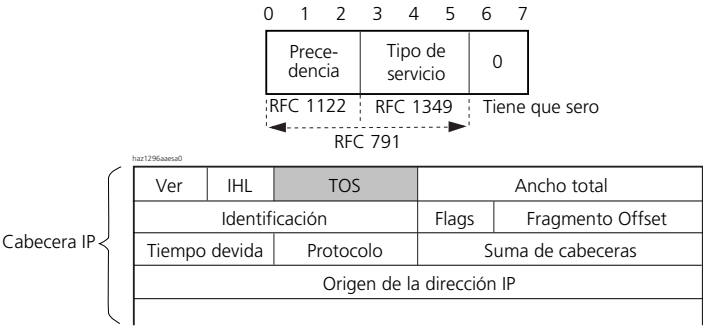 0 1 2 3 4 5 6 7
Prece-
dencia
Tipo de
servicio
0
RFC 1122 RFC 1349 Tiene que sero
RFC 791
haz1296aaesa0
Ver IHL TOS Ancho total
Identificación Flags Fragmento Offset
Cabecera IP
Tiempo devida Protocolo Suma de cabeceras
Origen de la dirección IP